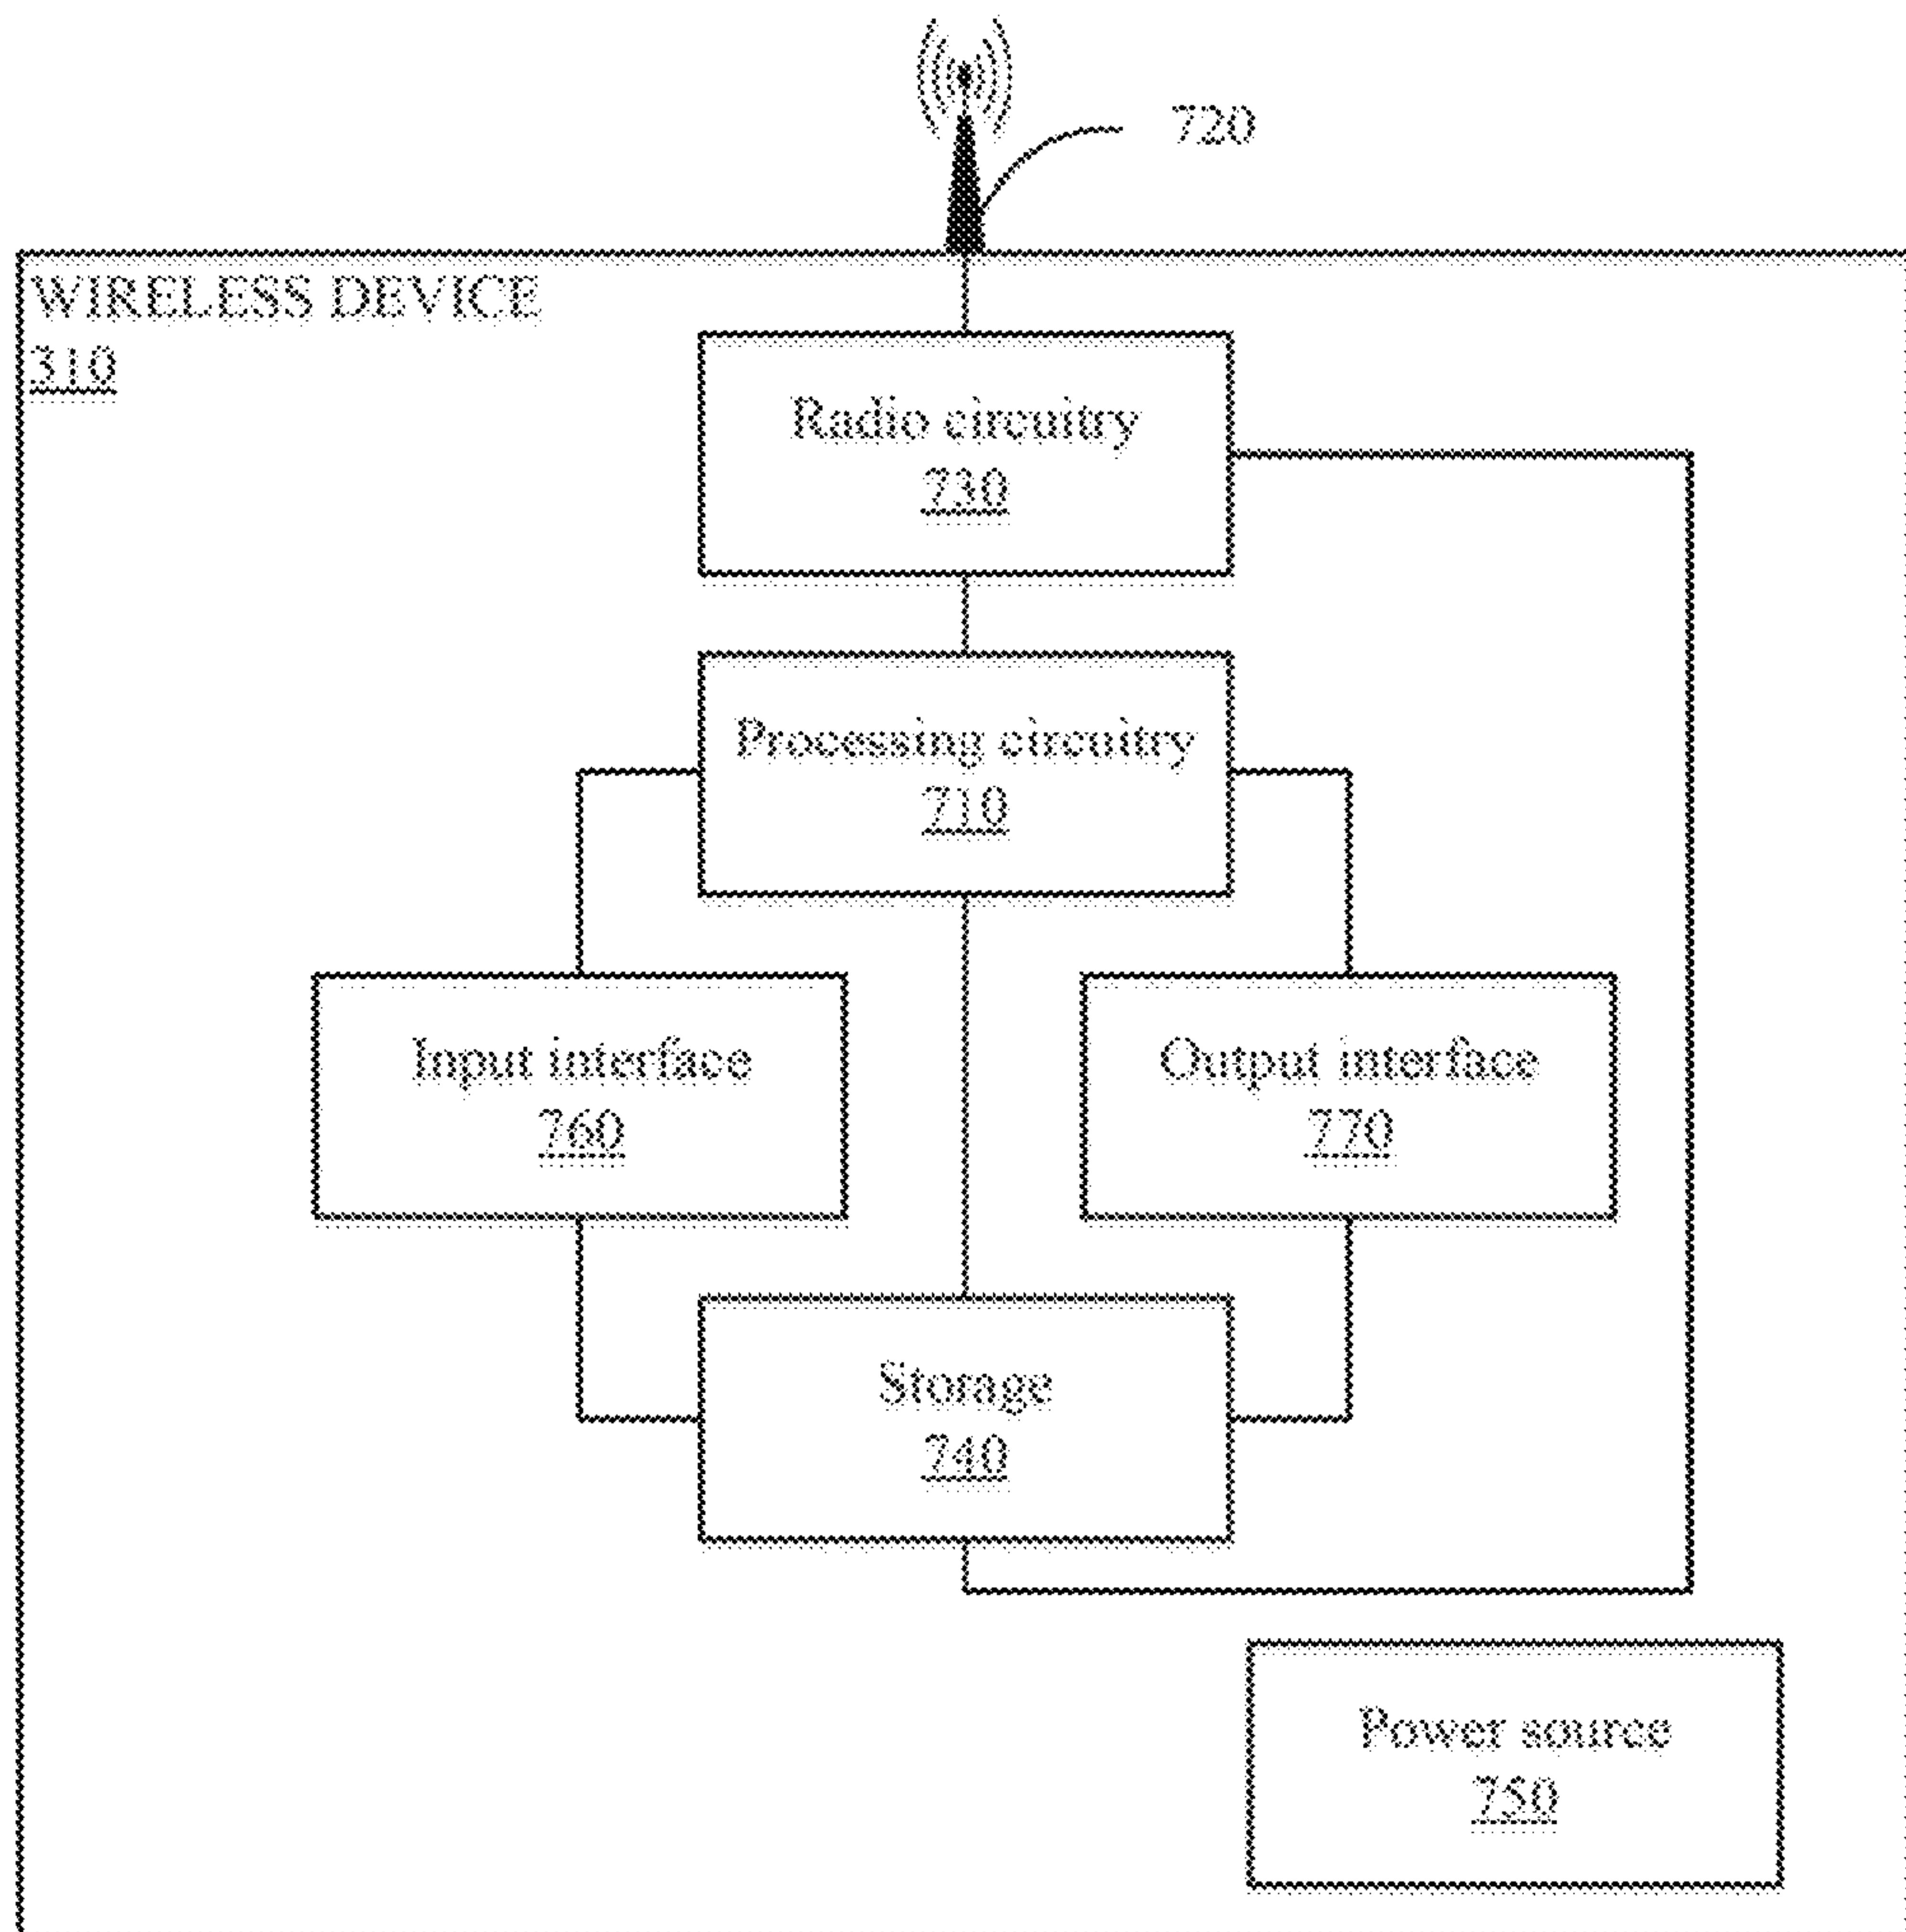 720
WIRELESS DEVICE
310
Radio circuitry
730
Processing circuitry
710
Input interface
760
Output interface
770
Storage
740
Power source
750